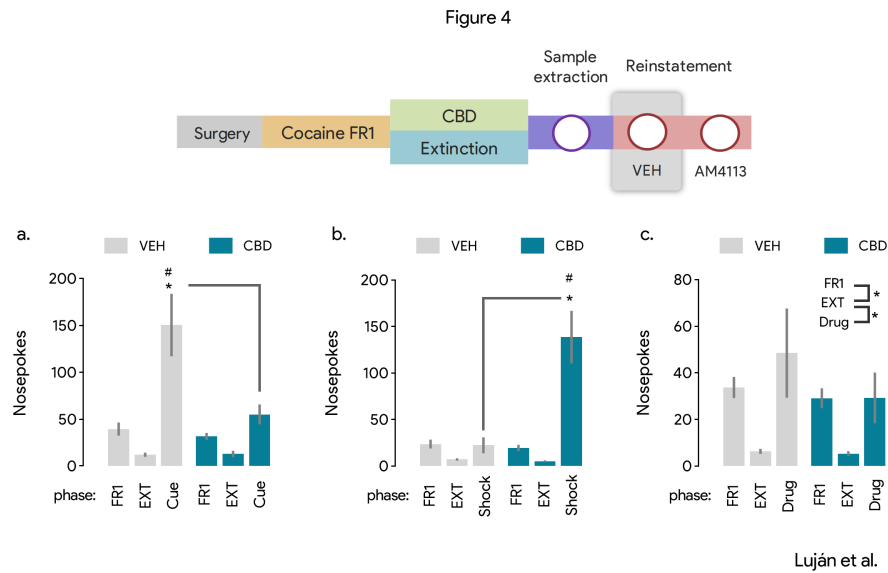 Figure 4
Sample
extraction
Reinstatement
Surgery
Cocaine FR1
CBD
Extinction
VEH
AM4113
a.
VEH
CBD
Nosepokes
200
150
100
50
0
#
*
phase:
FR1
EXT
Cue
FR1
EXT
Cue
b.
VEH
CBD
Nosepokes
200
150
100
50
0
#
*
phase:
FR1
EXT
Shock
FR1
EXT
Shock
c.
VEH
CBD
Nosepokes
80
60
40
20
0
FR1
EXT
Drug
*
*
phase:
FR1
EXT
Drug
FR1
EXT
Drug
Luján et al.